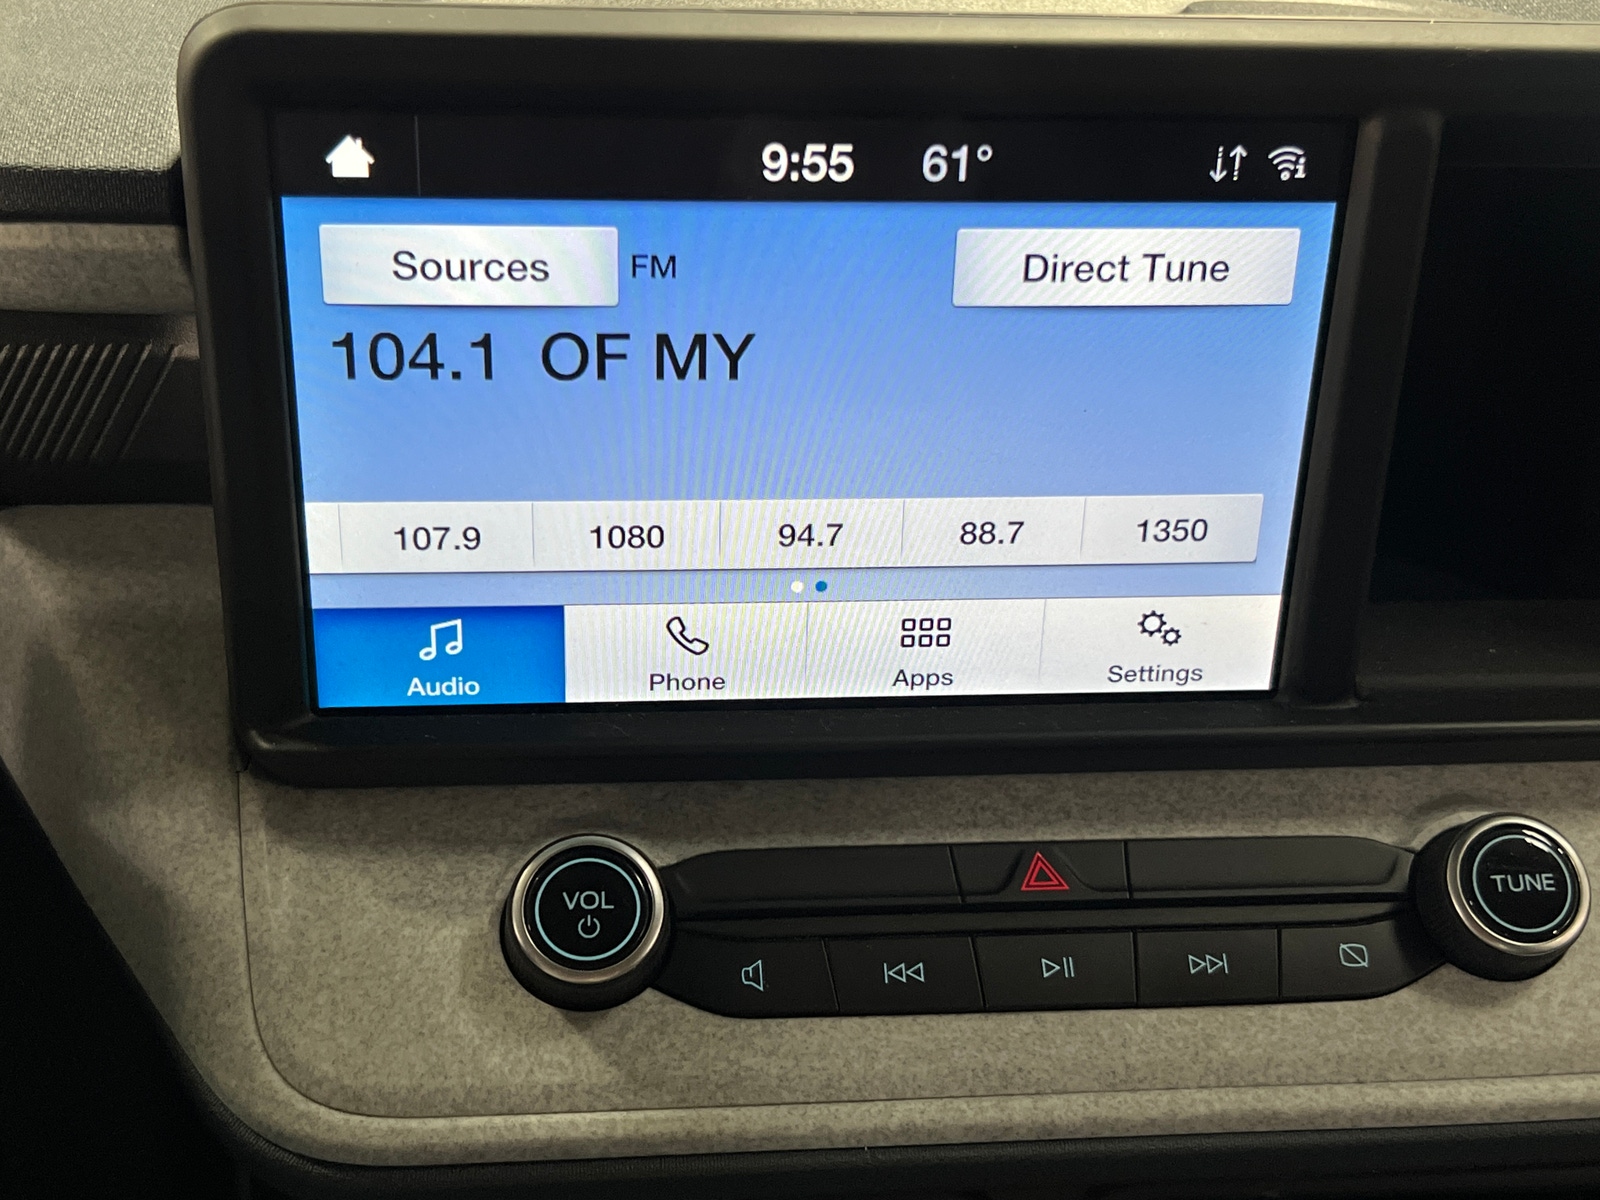 9:55 61°
Sources FM Direct Tune
104.1 OF MY
107.9 1080 94.7 88.7 1350
Audio Phone Apps Settings
VOL TUNE